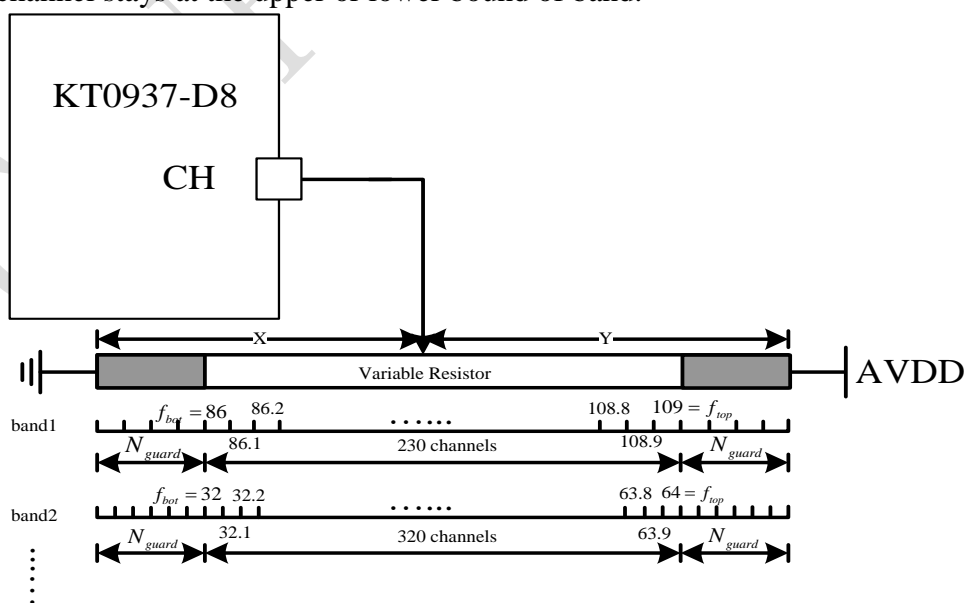 channel stays at the upper or lower bound of band.
KT0937-D8
CH
X Y
Variable Resistor
AVDD
band1
f_bot = 86 86.2 ...... 108.8 109 = f_top
N_guard 86.1 230 channels 108.9 N_guard
band2
f_bot = 32 32.2 ...... 63.8 64 = f_top
N_guard 32.1 320 channels 63.9 N_guard